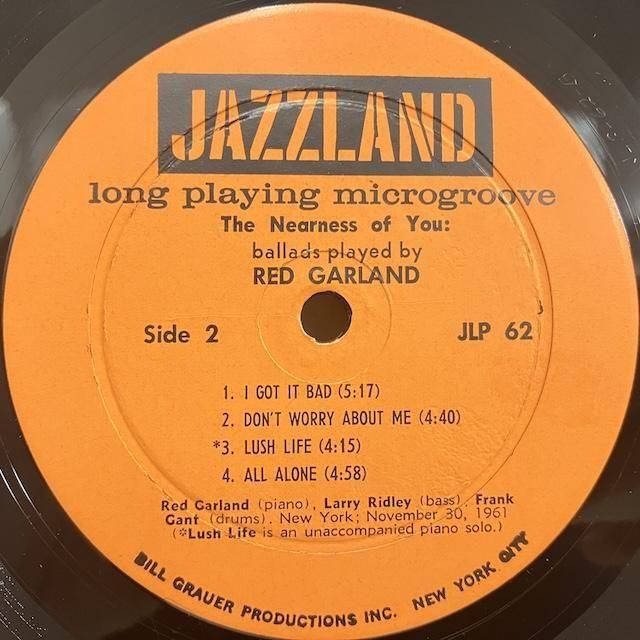 JAZZLAND
long playing microgroove
The Nearness of You:
ballads played by
RED GARLAND
Side 2 JLP 62
1. I GOT IT BAD (5:17)
2. DON'T WORRY ABOUT ME (4:40)
*3. LUSH LIFE (4:15)
4. ALL ALONE (4:58)
Red Garland (piano), Larry Ridley (bass), Frank
Gant (drums). New York; November 30, 1961
(*Lush Life is an unaccompanied piano solo.)
BILL GRAUER PRODUCTIONS INC. NEW YORK CITY